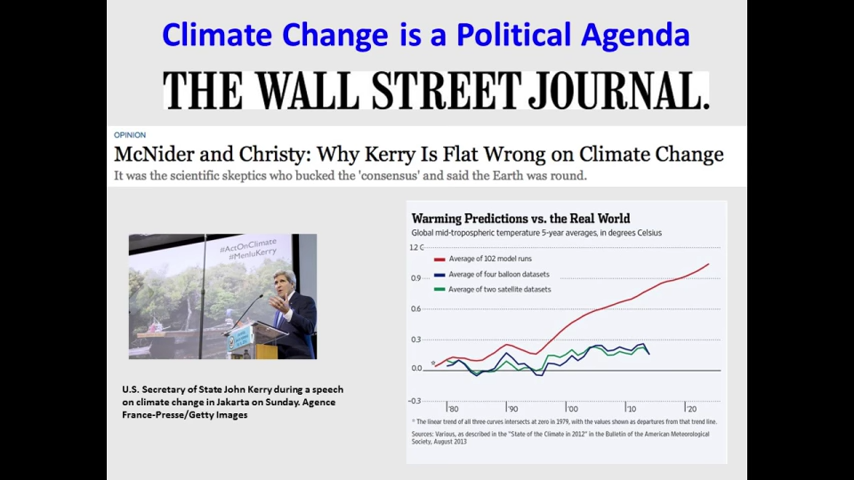 Climate Change is a Political Agenda
THE WALL STREET JOURNAL.
OPINION
McNider and Christy: Why Kerry Is Flat Wrong on Climate Change
It was the scientific skeptics who bucked the 'consensus' and said the Earth was round.
#ActOnClimate
#MenluKerry
U.S. Secretary of State John Kerry during a speech
on climate change in Jakarta on Sunday. Agence
France-Presse/Getty Images
Warming Predictions vs. the Real World
Global mid-tropospheric temperature 5-year averages, in degrees Celsius
1.2 C
Average of 102 model runs
0.9
Average of four balloon datasets
Average of two satellite datasets
0.6
0.3
*
0.0
-0.3
'80 '90 '00 '10 '20
* The linear trend of all three curves intersects at zero in 1979, with the values shown as departures from that trend line.
Sources: Various, as described in the "State of the Climate in 2012" in the Bulletin of the American Meteorological
Society, August 2013